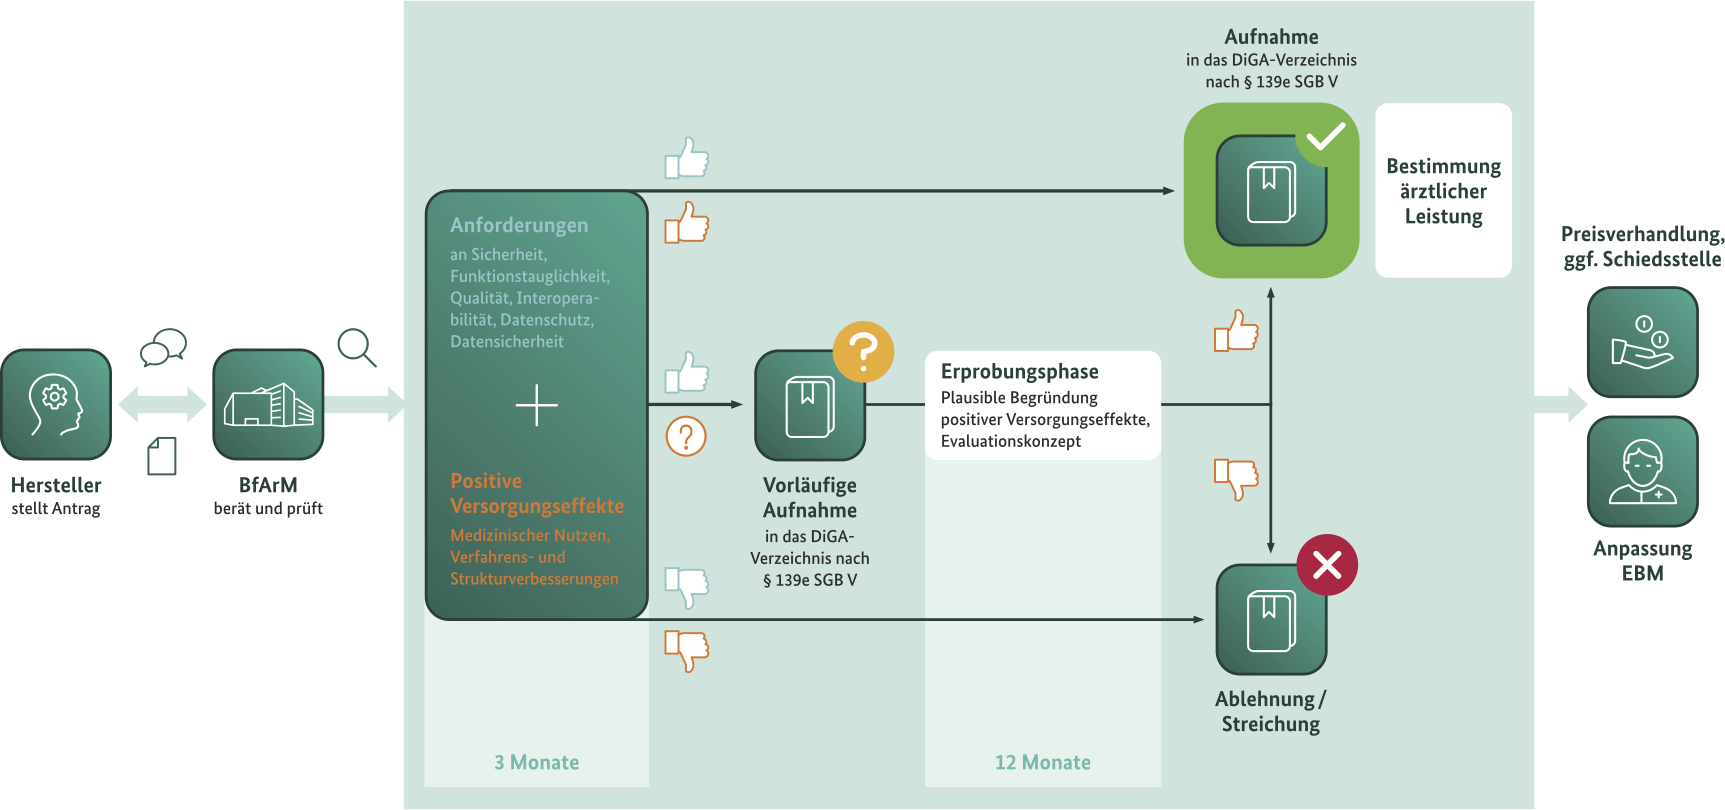 Hersteller
stellt Antrag
BfArM
berät und prüft
Anforderungen
an Sicherheit,
Funktionstauglichkeit,
Qualität, Interopera-
bilität, Datenschutz,
Datensicherheit
Positive
Versorgungseffekte
Medizinischer Nutzen,
Verfahrens- und
Strukturverbesserungen
3 Monate
?
?
Vorläufige
Aufnahme
in das DiGA-
Verzeichnis nach
§ 139e SGB V
Erprobungsphase
Plausible Begründung
positiver Versorgungseffekte,
Evaluationskonzept
12 Monate
Aufnahme
in das DiGA-Verzeichnis
nach § 139e SGB V
Bestimmung
ärztlicher
Leistung
Ablehnung /
Streichung
Preisverhandlung,
ggf. Schiedsstelle
Anpassung
EBM